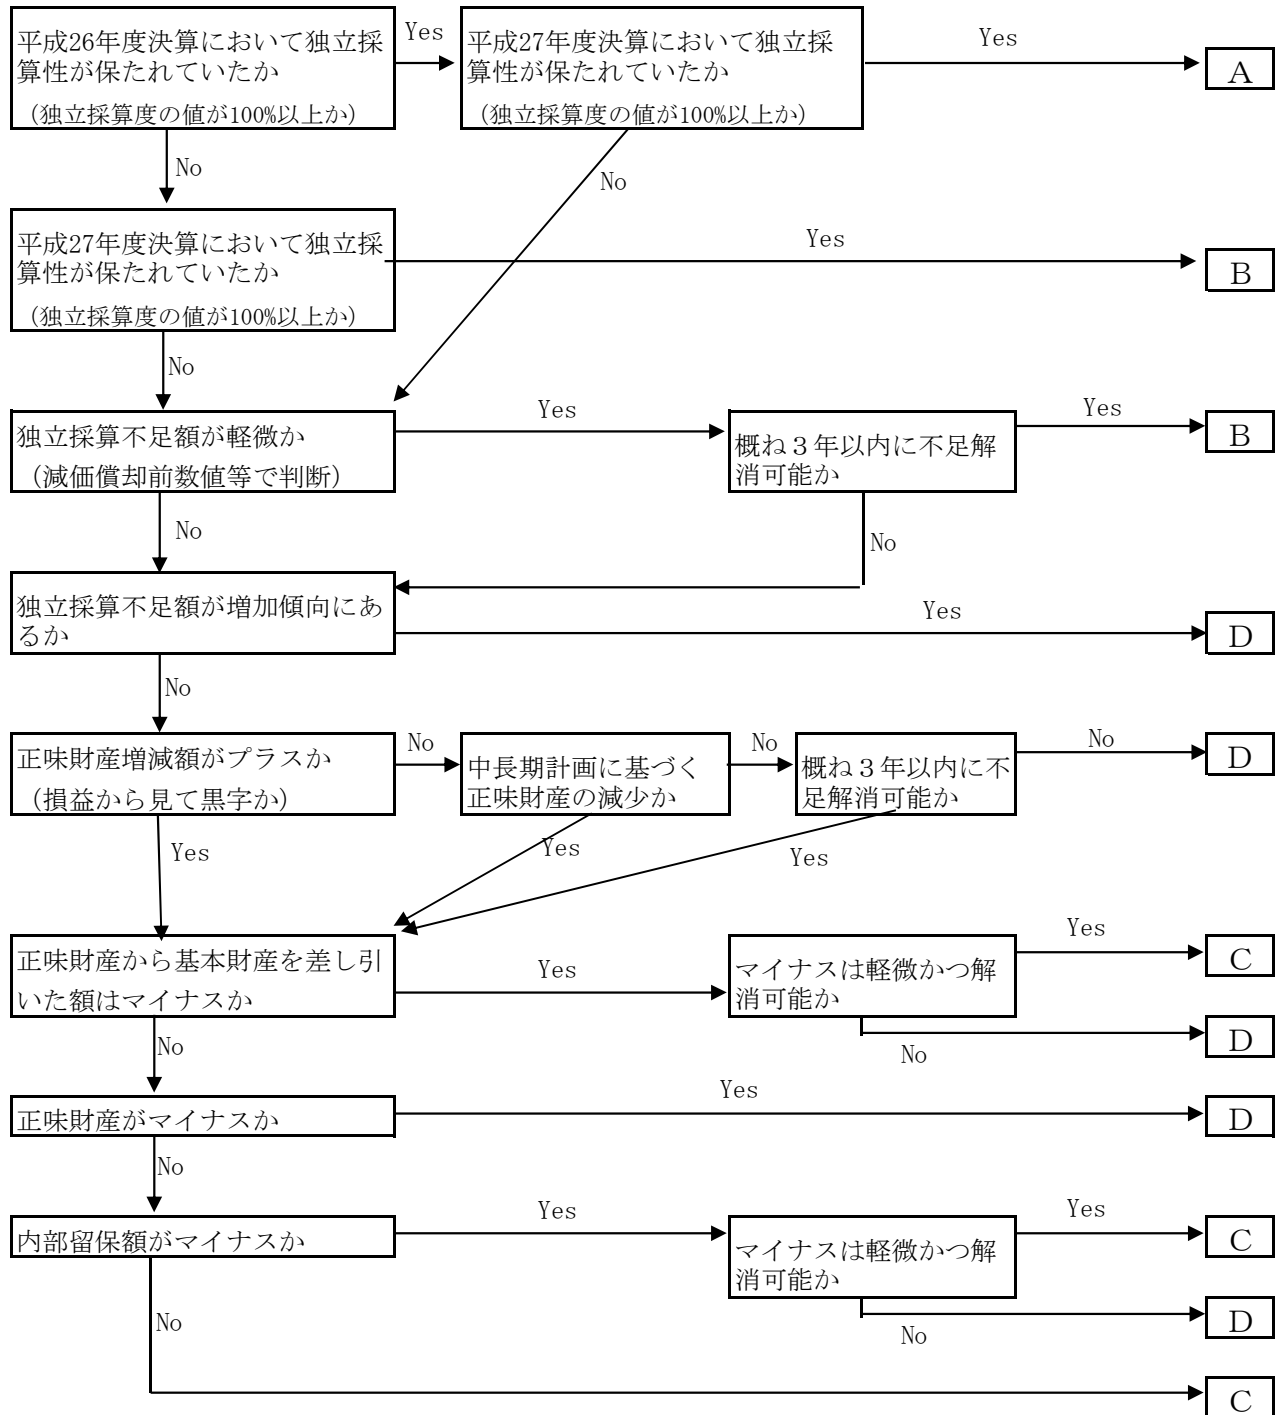 平成26年度決算において独立採
算性が保たれていたか
(独立採算度の値が100%以上か)
Yes
平成27年度決算において独立採
算性が保たれていたか
(独立採算度の値が100%以上か)
Yes
A
No
No
平成27年度決算において独立採
算性が保たれていたか
(独立採算度の値が100%以上か)
Yes
B
No
独立採算不足額が軽微か
(減価償却前数値等で判断)
Yes
概ね３年以内に不足解
消可能か
Yes
B
No
No
独立採算不足額が増加傾向にあ
るか
Yes
D
No
正味財産増減額がプラスか
(損益から見て黒字か)
No
中長期計画に基づく
正味財産の減少か
No
概ね３年以内に不
足解消可能か
No
D
Yes
Yes
Yes
正味財産から基本財産を差し引
いた額はマイナスか
Yes
マイナスは軽微かつ解
消可能か
Yes
C
No
D
No
正味財産がマイナスか
Yes
D
No
内部留保額がマイナスか
Yes
マイナスは軽微かつ解
消可能か
Yes
C
No
D
No
C